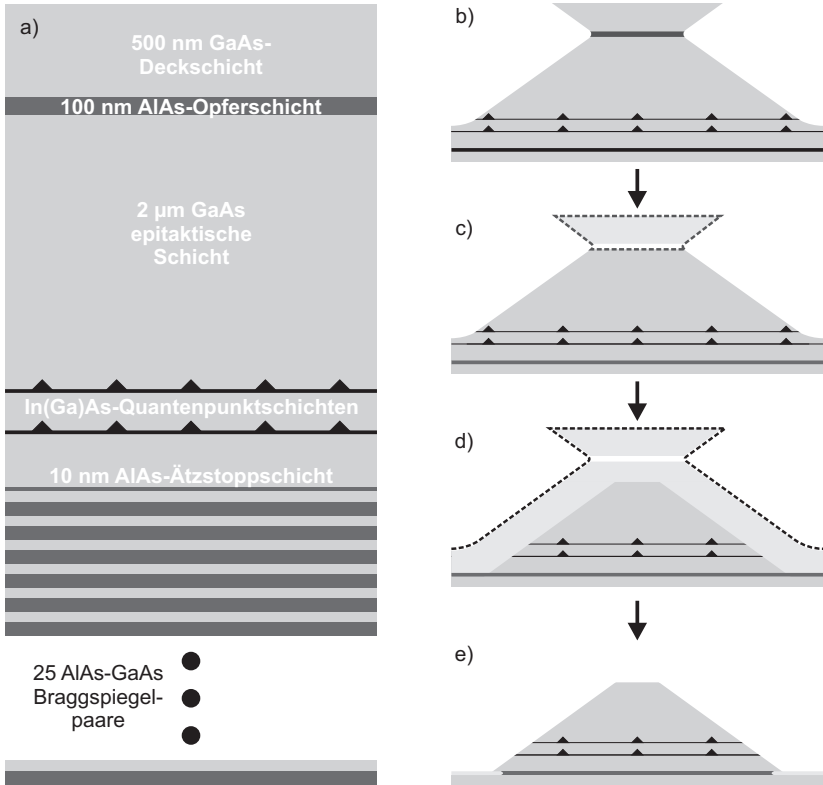 a)
500 nm GaAs-
Deckschicht
100 nm AlAs-Opferschicht
2 µm GaAs
epitaktische
Schicht
In(Ga)As-Quantenpunktschichten
10 nm AlAs-Ätzstoppschicht
25 AlAs-GaAs
Braggspiegel-
paare
b)
c)
d)
e)